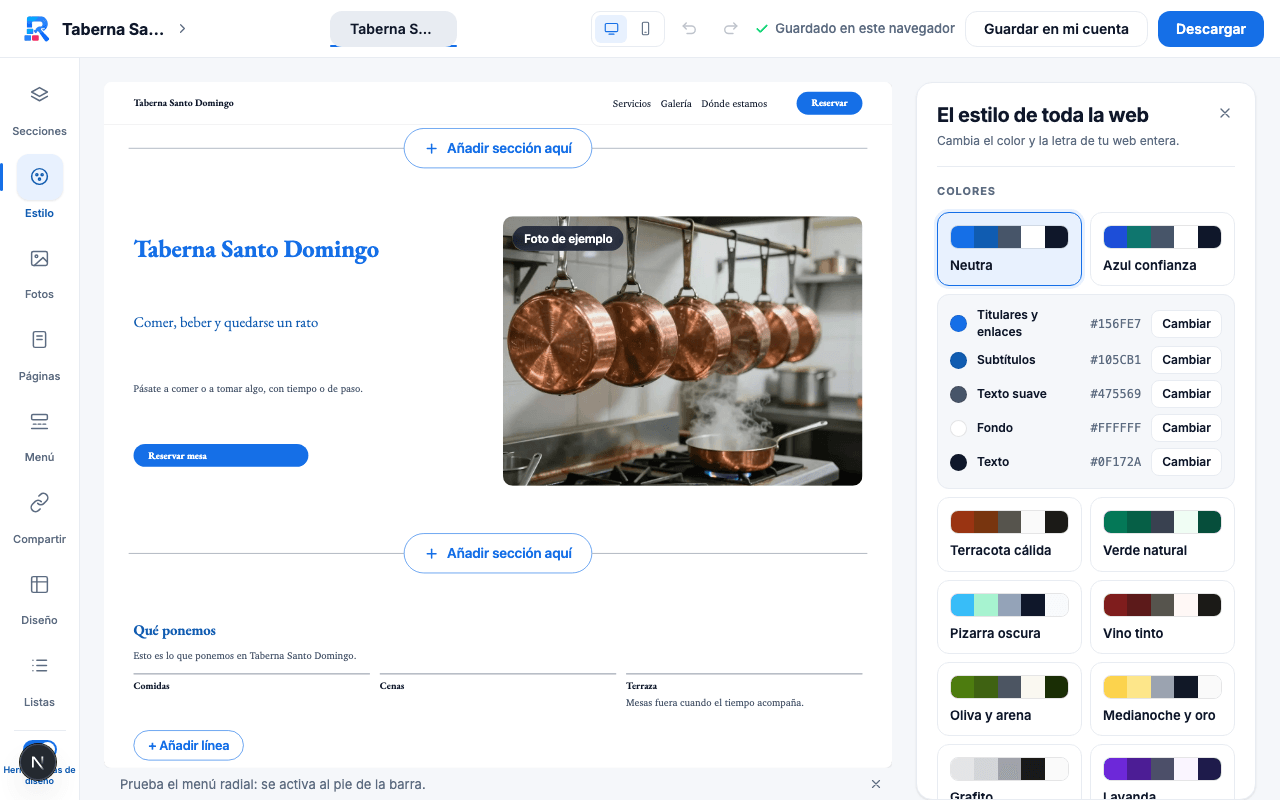 Taberna Sa...
Taberna S...
Guardado en este navegador
Guardar en mi cuenta
Descargar
Secciones
Estilo
Fotos
Páginas
Menú
Compartir
Diseño
Listas
diseño
N
Taberna Santo Domingo
Servicios
Galería
Dónde estamos
Reservar
+ Añadir sección aquí
Taberna Santo Domingo
Comer, beber y quedarse un rato
Pásate a comer o a tomar algo, con tiempo o de paso.
Reservar mesa
Foto de ejemplo
+ Añadir sección aquí
Qué ponemos
Esto es lo que ponemos en Taberna Santo Domingo.
Comidas
Cenas
Terraza
Mesas fuera cuando el tiempo acompaña.
+ Añadir línea
Prueba el menú radial: se activa al pie de la barra.
El estilo de toda la web
Cambia el color y la letra de tu web entera.
COLORES
Neutra
Azul confianza
Titulares y
enlaces
#156FE7
Cambiar
Subtítulos
#105CB1
Cambiar
Texto suave
#475569
Cambiar
Fondo
#FFFFFF
Cambiar
Texto
#0F172A
Cambiar
Terracota cálida
Verde natural
Pizarra oscura
Vino tinto
Oliva y arena
Medianoche y oro
Grafito
Lavanda